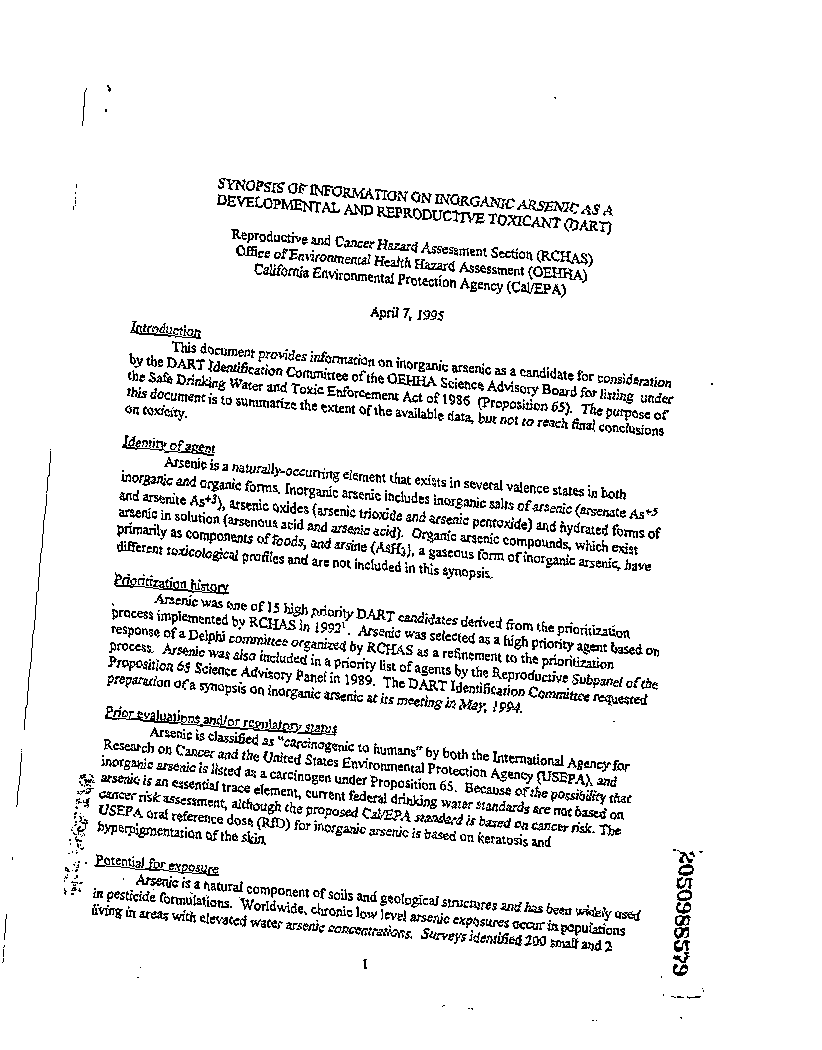 SYNOPSIS OF INFORMATION ON INORGANIC ARSENIC AS A
DEVELOPMENTAL AND REPRODUCTIVE TOXICANT (DART)
Reproductive and Cancer Hazard Assessment Section (RCHAS)
Office of Environmental Health Hazard Assessment (OEHHA)
California Environmental Protection Agency (Cal/EPA)
April 7, 1995
Introduction
This document provides information on inorganic arsenic as a candidate for consideration
by the DART Identification Committee of the OEHHA Science Advisory Board for listing under
the Safe Drinking Water and Toxic Enforcement Act of 1986 (Proposition 65). The purpose of
this document is to summarize the extent of the available data, but not to reach final conclusions
on toxicity.
Identity of agent
Arsenic is a naturally-occurring element that exists in several valence states in both
inorganic and organic forms. Inorganic arsenic includes inorganic salts of arsenic (arsenate As+5
and arsenite As+3), arsenic oxides (arsenic trioxide and arsenic pentoxide) and hydrated forms of
arsenic in solution (arsenous acid and arsenic acid). Organic arsenic compounds, which exist
primarily as components of foods, and arsine (AsH3), a gaseous form of inorganic arsenic, have
different toxicological profiles and are not included in this synopsis.
Prioritization history
Arsenic was one of 15 high priority DART candidates derived from the prioritization
process implemented by RCHAS in 1992¹. Arsenic was selected as a high priority agent based on
response of a Delphi committee organized by RCHAS as a refinement to the prioritization
process. Arsenic was also included in a priority list of agents by the Reproductive Subpanel of the
Proposition 65 Science Advisory Panel in 1989. The DART Identification Committee requested
preparation of a synopsis on inorganic arsenic at its meeting in May, 1994.
Prior evaluations and/or regulatory status
Arsenic is classified as "carcinogenic to humans" by both the International Agency for
Research on Cancer and the United States Environmental Protection Agency (USEPA), and
inorganic arsenic is listed as a carcinogen under Proposition 65. Because of the possibility that
arsenic is an essential trace element, current federal drinking water standards are not based on
cancer risk assessment, although the proposed Cal/EPA standard is based on cancer risk. The
USEPA oral reference dose (RfD) for inorganic arsenic is based on keratosis and
hyperpigmentation of the skin.
Potential for exposure
Arsenic is a natural component of soils and geological structures and has been widely used
in pesticide formulations. Worldwide, chronic low level arsenic exposures occur in populations
living in areas with elevated water arsenic concentrations. Surveys identified 200 small and 2
1
2050988579